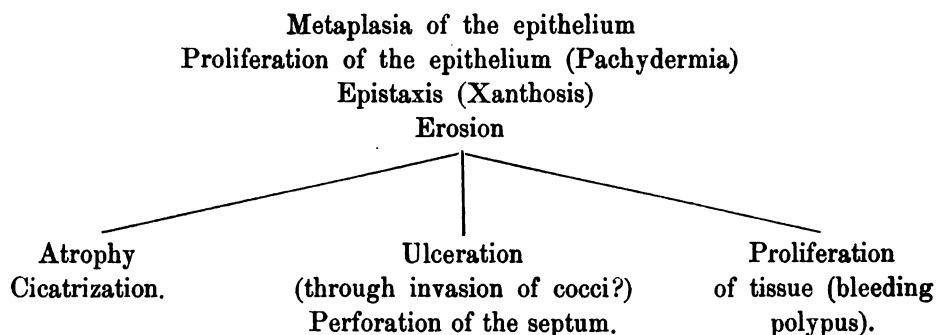 Metaplasia of the epithelium
Proliferation of the epithelium (Pachydermia)
Epistaxis (Xanthosis)
Erosion
Atrophy
Cicatrization.
Ulceration
(through invasion of cocci?)
Perforation of the septum.
Proliferation
of tissue (bleeding
polypus).